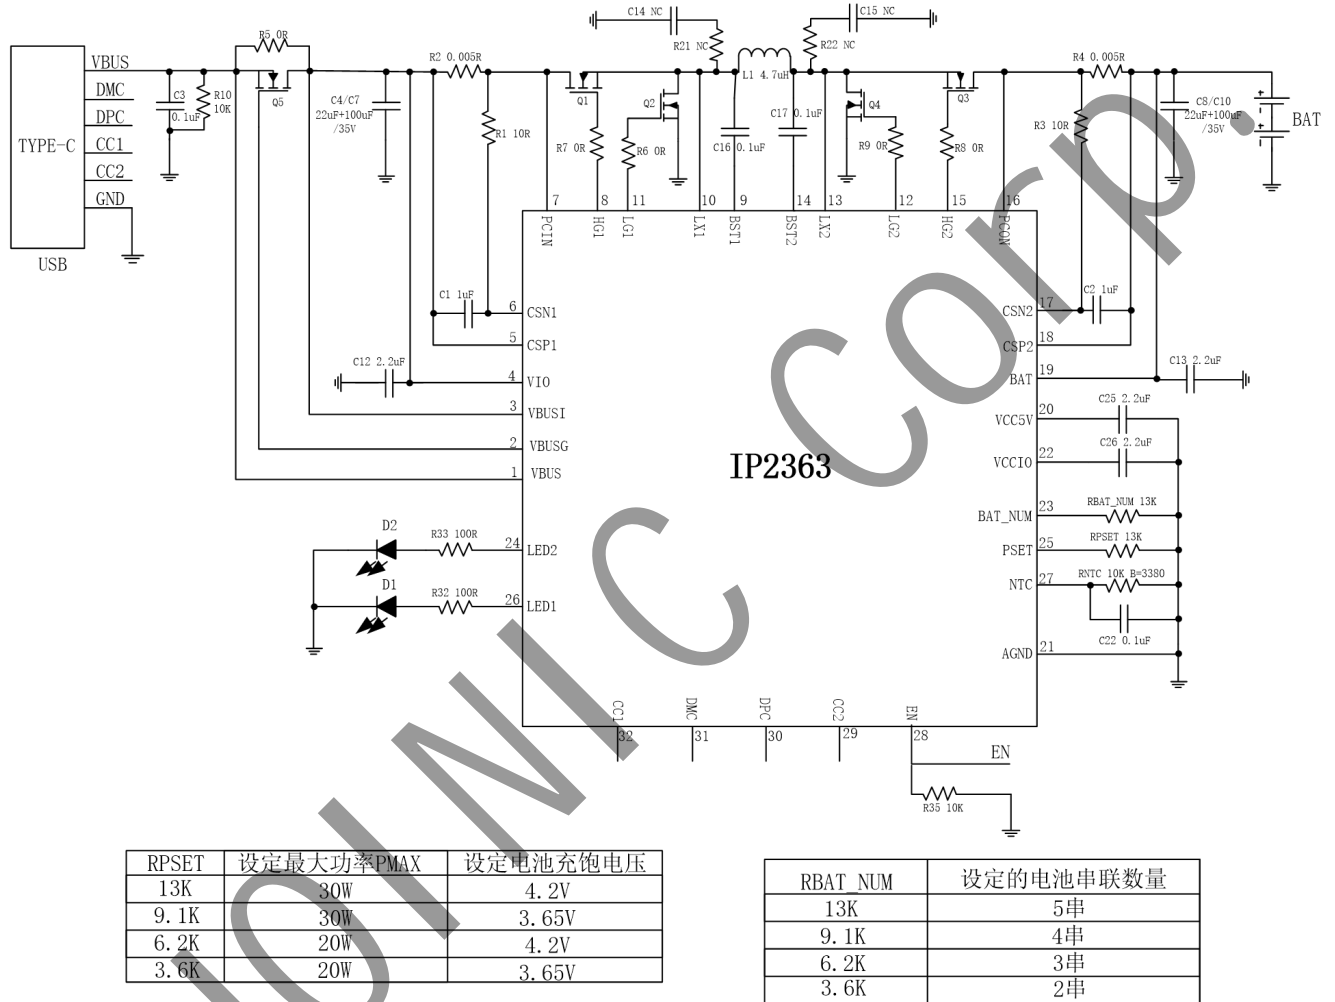 C14 NC
C15 NC
R5 0R
R21 NC
R22 NC
VBUS
R2 0.005R
R4 0.005R
L1 4.7uH
DMC
C3
0.1uF
R10
10K
Q5
C4/C7
22uF+100uF
/35V
Q1
Q2
C17 0.1uF
Q4
Q3
C8/C10
22uF+100uF
/35V
BAT
DPC
TYPE-C
CC1
R1 10R
R7 0R
R6 0R
C16 0.1uF
R9 0R
R8 0R
R3 10R
CC2
GND
USB
7
8
11
10
9
14
13
12
15
16
PCIN
HG1
LG1
LX1
BST1
BST2
LX2
LG2
HG2
PCON
C1 1uF
6
CSN1
CSN2
17
C2 1uF
5
CSP1
CSP2
18
C12 2.2uF
4
VIO
BAT
19
C13 2.2uF
3
VBUSI
VCC5V
20
C25 2.2uF
2
VBUSG
VCCIO
22
C26 2.2uF
1
VBUS
IP2363
BAT_NUM
23
RBAT_NUM 13K
D2
R33 100R
24
LED2
PSET
25
RPSET 13K
D1
R32 100R
26
LED1
NTC
27
RNTC 10K B=3380
C22 0.1uF
AGND
21
CC1
DMC
DPC
CC2
EN
32
31
30
29
28
EN
R35 10K
RPSET 设定最大功率PMAX 设定电池充饱电压
13K 30W 4.2V
9.1K 30W 3.65V
6.2K 20W 4.2V
3.6K 20W 3.65V
RBAT_NUM 设定的电池串联数量
13K 5串
9.1K 4串
6.2K 3串
3.6K 2串
OINIC Corp.